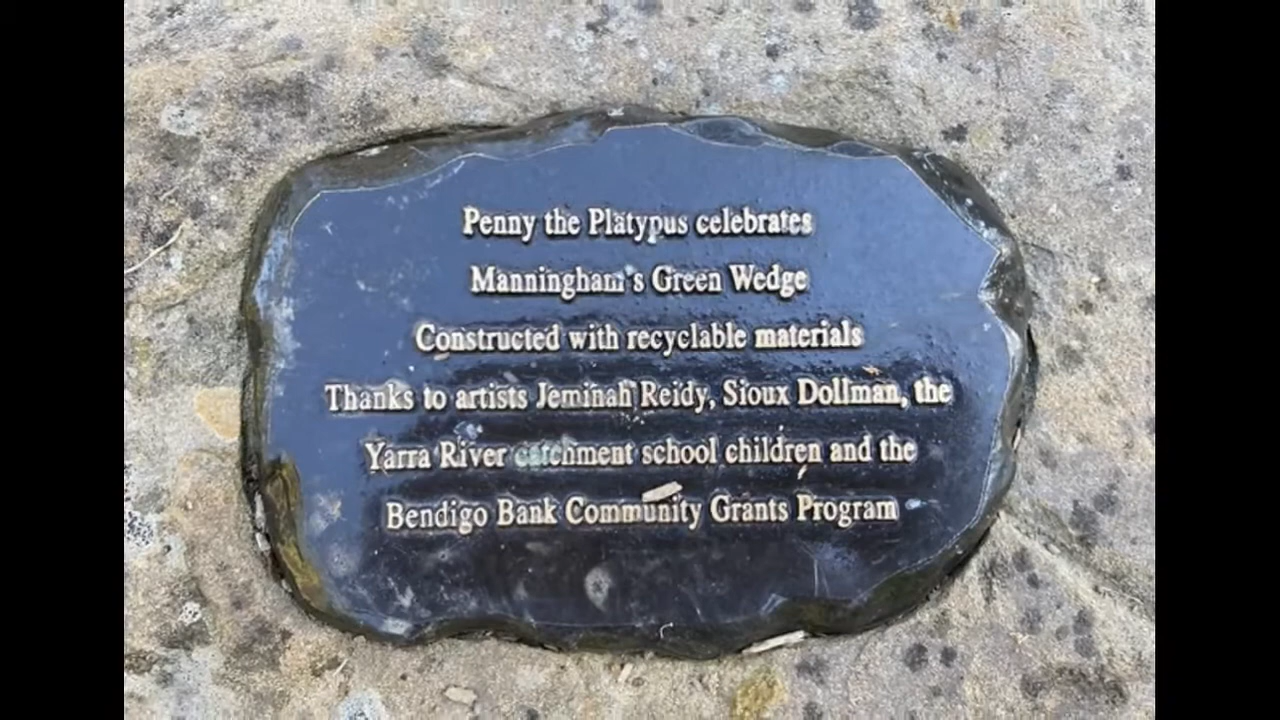 Penny the Platypus celebrates
Manningham's Green Wedge
Constructed with recyclable materials
Thanks to artists Jeminah Reidy, Sioux Dollman, the
Yarra River catchment school children and the
Bendigo Bank Community Grants Program